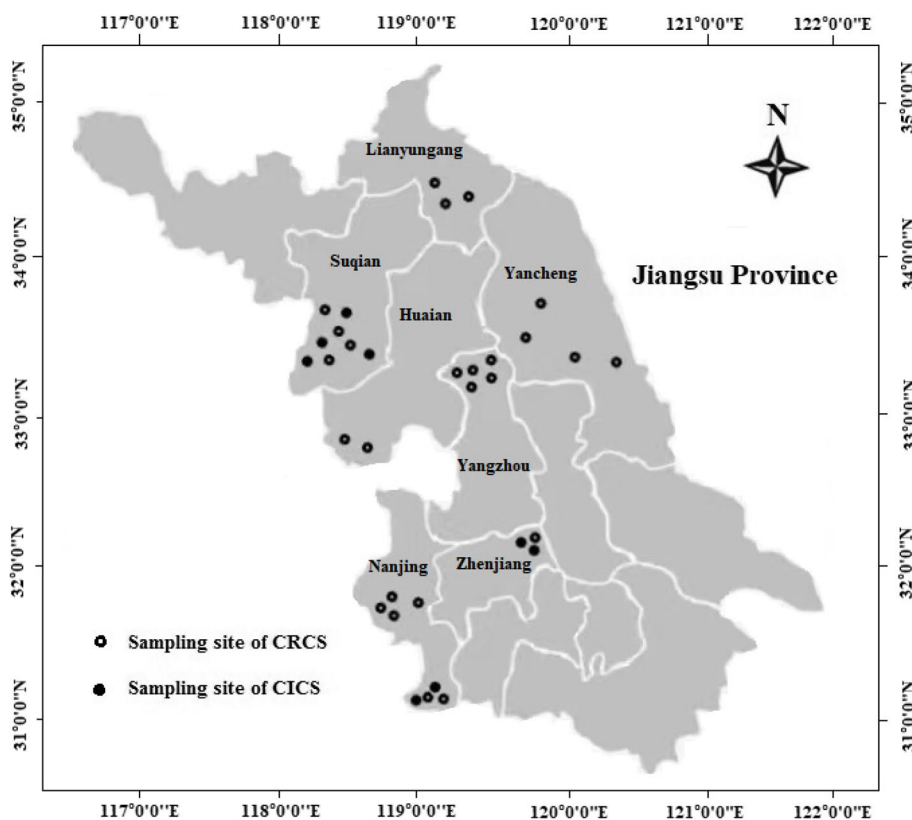 117°0'0"E 118°0'0"E 119°0'0"E 120°0'0"E 121°0'0"E 122°0'0"E
35°0'0"N 35°0'0"N
N
Lianyungang
34°0'0"N 34°0'0"N
Suqian
Yancheng
Jiangsu Province
Huaian
33°0'0"N 33°0'0"N
Yangzhou
32°0'0"N 32°0'0"N
Nanjing
Zhenjiang
Sampling site of CRCS
Sampling site of CICS
31°0'0"N 31°0'0"N
117°0'0"E 118°0'0"E 119°0'0"E 120°0'0"E 121°0'0"E 122°0'0"E